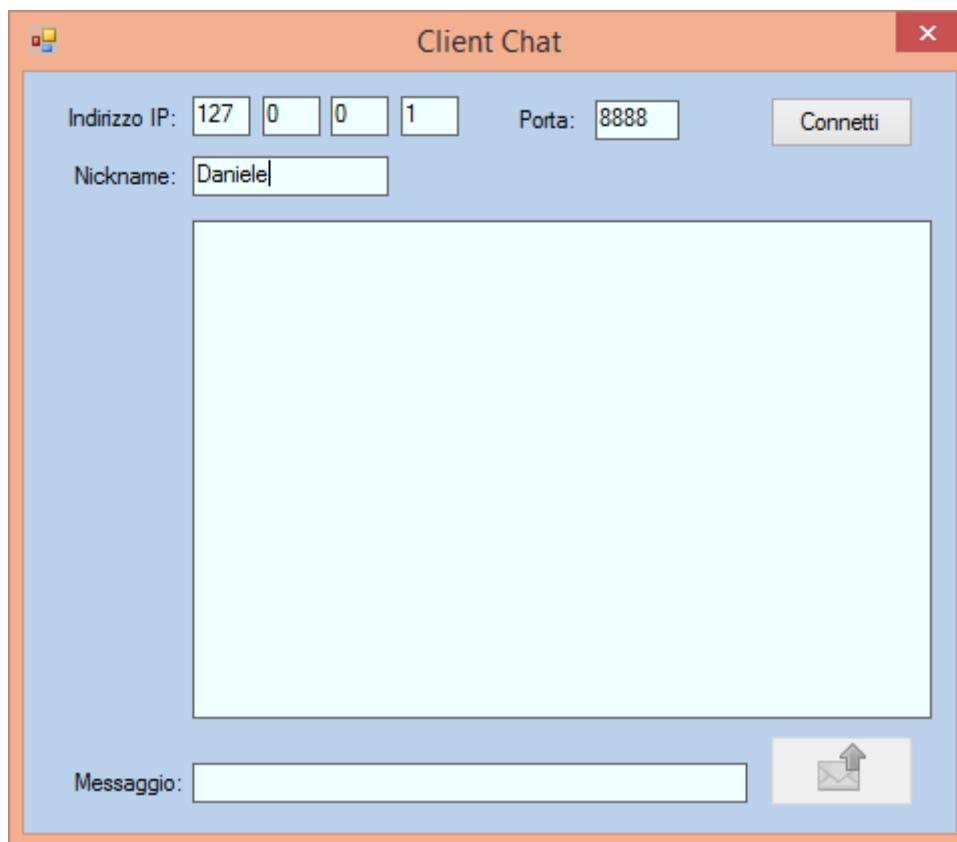 Client Chat
Indirizzo IP: 127 0 0 1 Porta: 8888 Connetti
Nickname: Daniele
Messaggio: